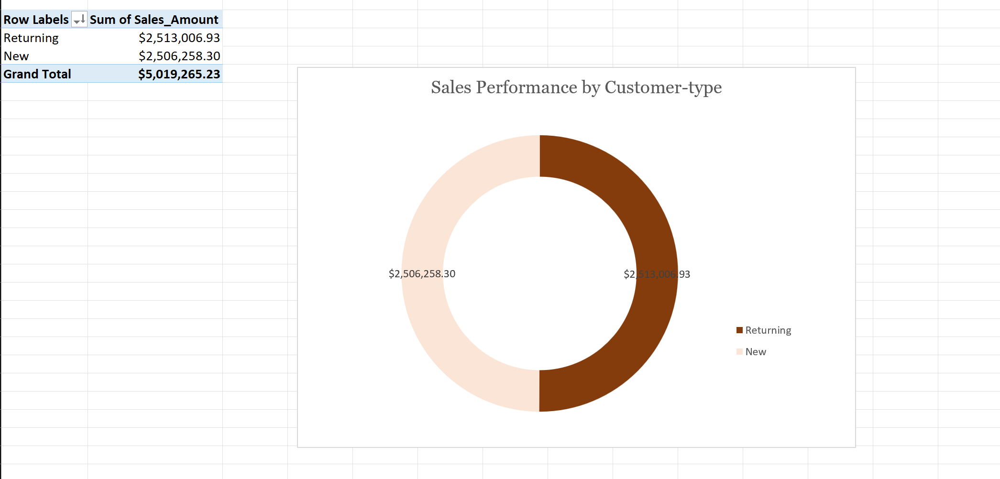 Row Labels Sum of Sales_Amount
Returning $2,513,006.93
New $2,506,258.30
Grand Total $5,019,265.23
Sales Performance by Customer-type
$2,506,258.30 $2,513,006.93
Returning
New